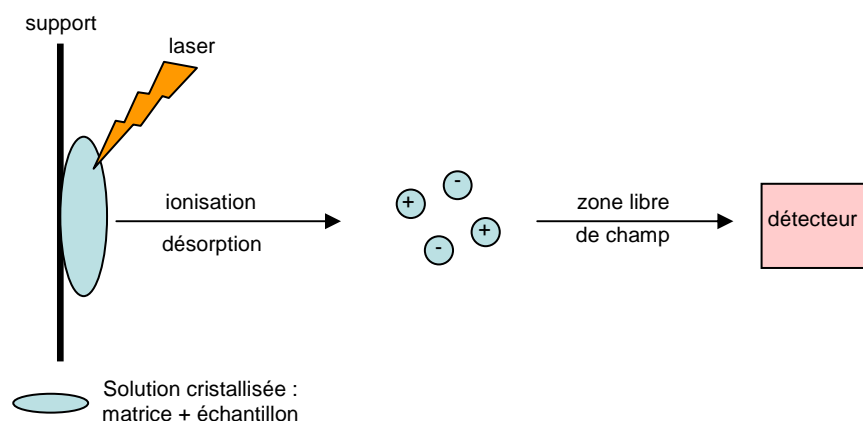 support
laser
ionisation
désorption
+
-
-
+
zone libre
de champ
détecteur
Solution cristallisée :
matrice + échantillon